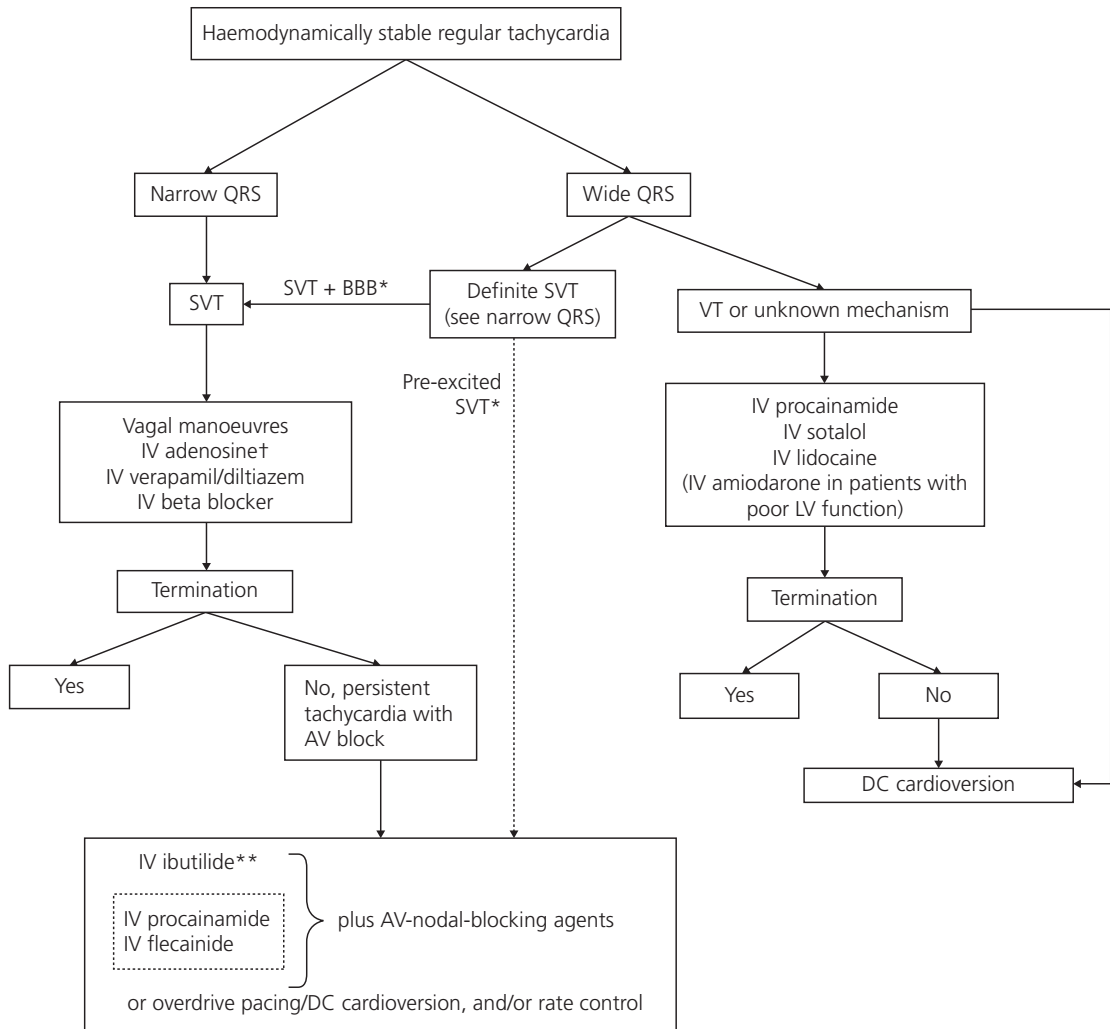 Haemodynamically stable regular tachycardia
Narrow QRS
Wide QRS
SVT
SVT + BBB*
Definite SVT
(see narrow QRS)
VT or unknown mechanism
Pre-excited
SVT*
Vagal manoeuvres
IV adenosine†
IV verapamil/diltiazem
IV beta blocker
IV procainamide
IV sotalol
IV lidocaine
(IV amiodarone in patients with
poor LV function)
Termination
Termination
Yes
No, persistent
tachycardia with
AV block
Yes
No
DC cardioversion
IV ibutilide**
IV procainamide
IV flecainide
plus AV-nodal-blocking agents
or overdrive pacing/DC cardioversion, and/or rate control